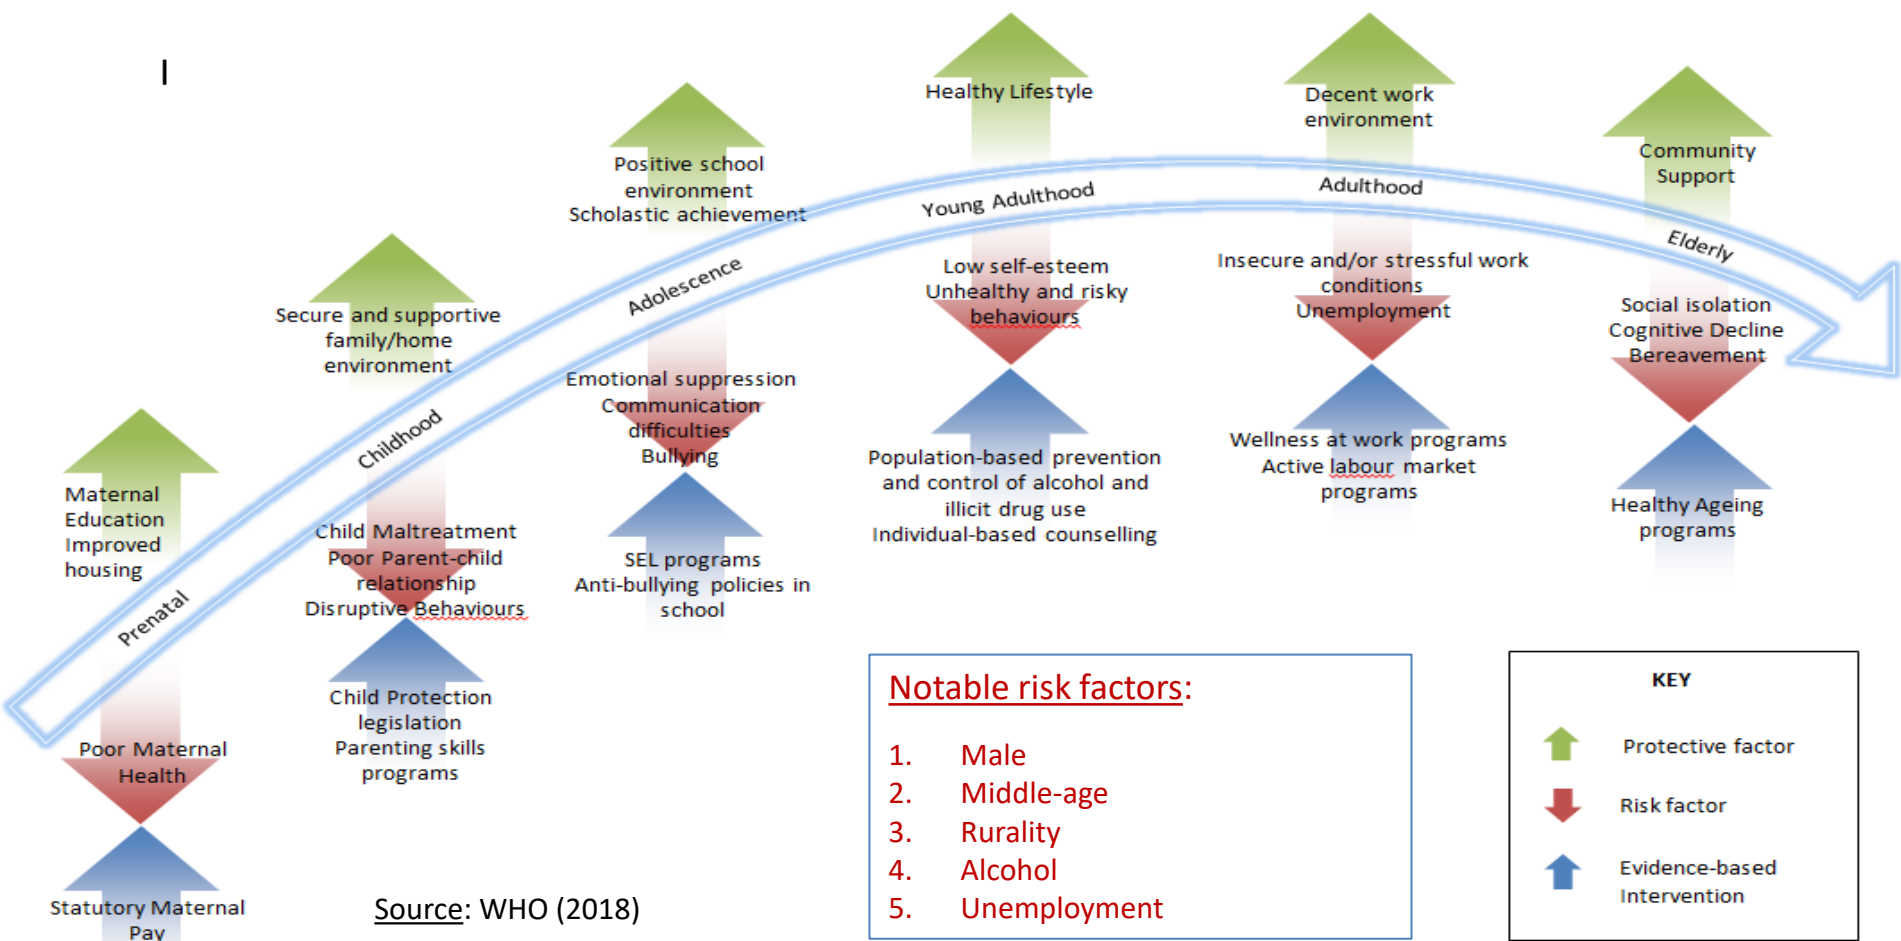 I
Healthy Lifestyle
Decent work
environment
Community
Support
Positive school
environment
Scholastic achievement
Secure and supportive
family/home
environment
Maternal
Education
Improved
housing
Prenatal
Childhood
Adolescence
Young Adulthood
Adulthood
Elderly
Poor Maternal
Health
Child Maltreatment
Poor Parent-child
relationship
Disruptive Behaviours
Emotional suppression
Communication
difficulties
Bullying
Low self-esteem
Unhealthy and risky
behaviours
Insecure and/or stressful work
conditions
Unemployment
Social isolation
Cognitive Decline
Bereavement
Statutory Maternal
Pay
Child Protection
legislation
Parenting skills
programs
SEL programs
Anti-bullying policies in
school
Population-based prevention
and control of alcohol and
illicit drug use
Individual-based counselling
Wellness at work programs
Active labour market
programs
Healthy Ageing
programs
Source: WHO (2018)
Notable risk factors:
1. Male
2. Middle-age
3. Rurality
4. Alcohol
5. Unemployment
KEY
Protective factor
Risk factor
Evidence-based
Intervention